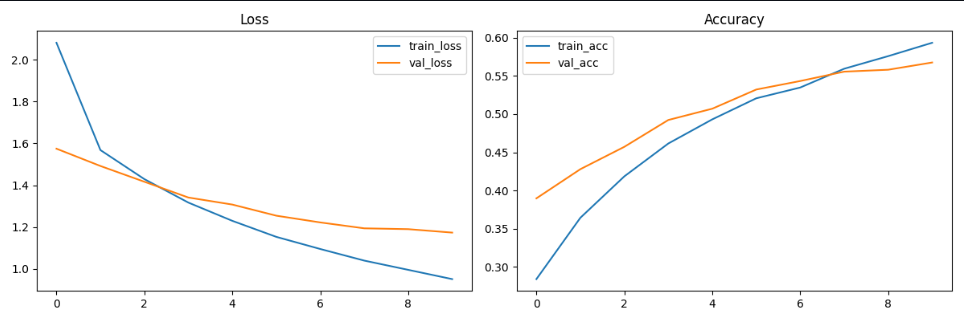 Loss
train_loss
val_loss
2.0
1.8
1.6
1.4
1.2
1.0
0 2 4 6 8
Accuracy
train_acc
val_acc
0.60
0.55
0.50
0.45
0.40
0.35
0.30
0 2 4 6 8